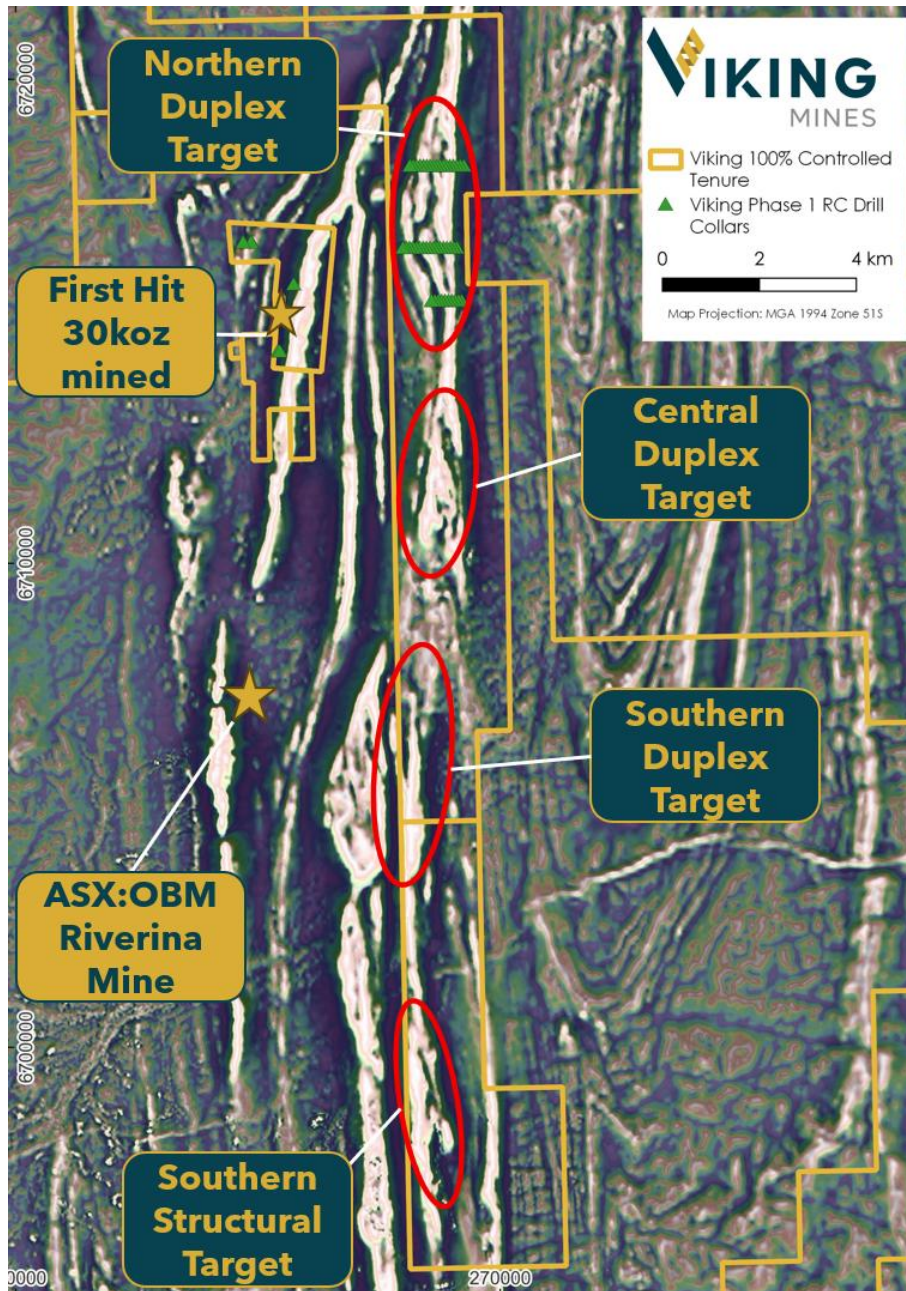 6720000
Northern
Duplex
Target
VIKING
MINES
Viking 100% Controlled
Tenure
Viking Phase 1 RC Drill
Collars
0 2 4 km
Map Projection: MGA 1994 Zone 51S
First Hit
30koz
mined
Central
Duplex
Target
6710000
Southern
Duplex
Target
ASX:OBM
Riverina
Mine
6700000
Southern
Structural
Target
0000
270000